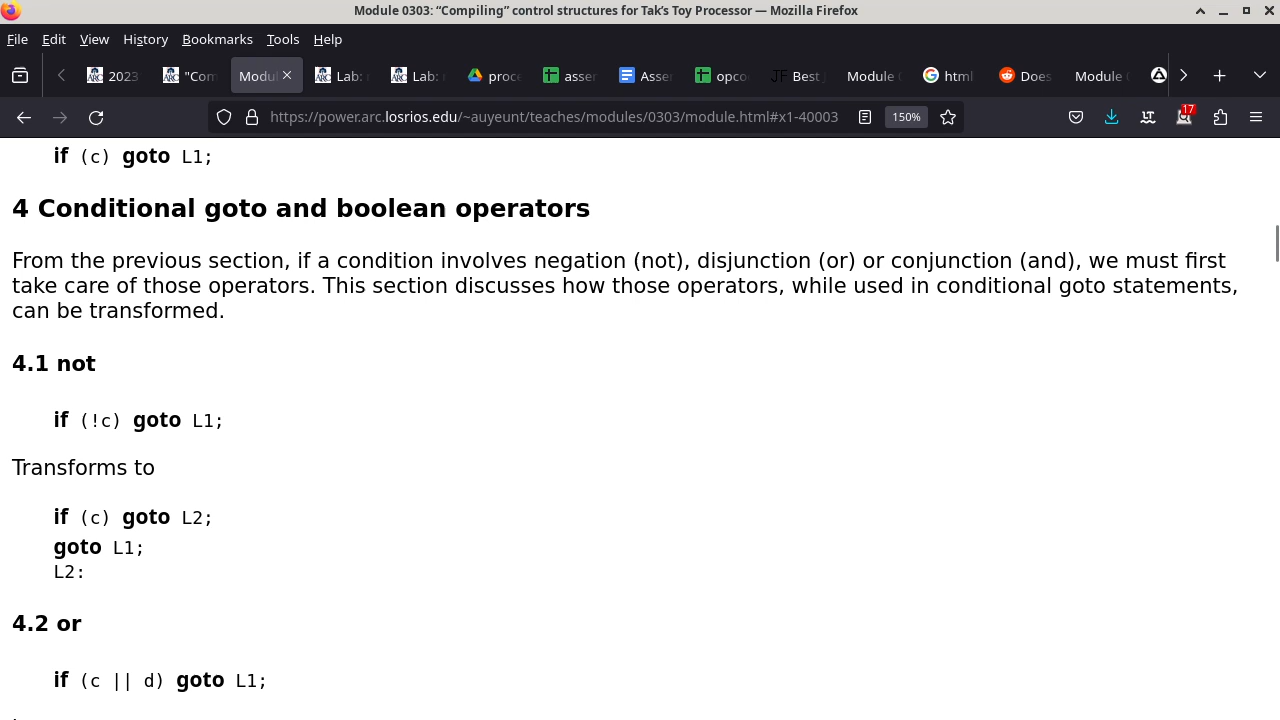 Module 0303: “Compiling” control structures for Tak’s Toy Processor — Mozilla Firefox
File Edit View History Bookmarks Tools Help
2023 "Com Modul Lab: Lab: proce asser Asser opco JF Best Module html Does Module
https://power.arc.losrios.edu/~auyeunt/teaches/modules/0303/module.html#x1-40003 150% 17
if (c) goto L1;
4 Conditional goto and boolean operators
From the previous section, if a condition involves negation (not), disjunction (or) or conjunction (and), we must first
take care of those operators. This section discusses how those operators, while used in conditional goto statements,
can be transformed.
4.1 not
if (!c) goto L1;
Transforms to
if (c) goto L2;
goto L1;
L2:
4.2 or
if (c || d) goto L1;